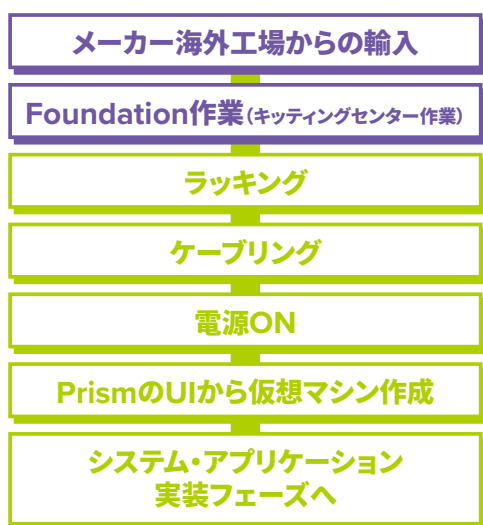 メーカー海外工場からの輸入
Foundation作業(キッティングセンター作業)
ラッキング
ケーブリング
電源ON
PrismのUIから仮想マシン作成
システム・アプリケーション
実装フェーズへ